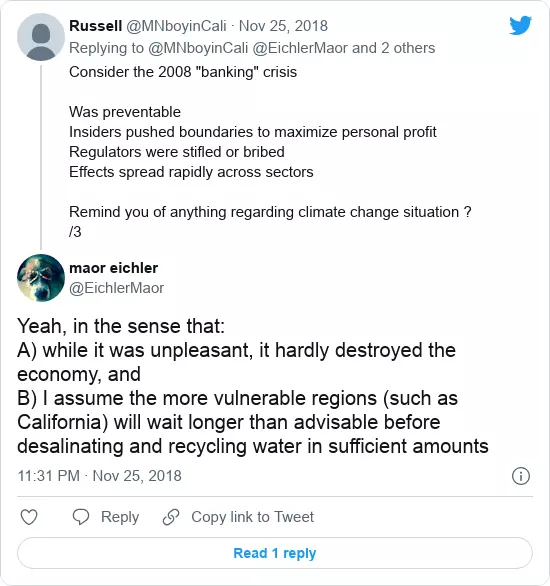 Russell @MNboyinCali · Nov 25, 2018
Replying to @MNboyinCali @EichlerMaor and 2 others
Consider the 2008 "banking" crisis
Was preventable
Insiders pushed boundaries to maximize personal profit
Regulators were stifled or bribed
Effects spread rapidly across sectors
Remind you of anything regarding climate change situation ?
/3
maor eichler
@EichlerMaor
Yeah, in the sense that:
A) while it was unpleasant, it hardly destroyed the
economy, and
B) I assume the more vulnerable regions (such as
California) will wait longer than advisable before
desalinating and recycling water in sufficient amounts
11:31 PM · Nov 25, 2018
Reply Copy link to Tweet
Read 1 reply